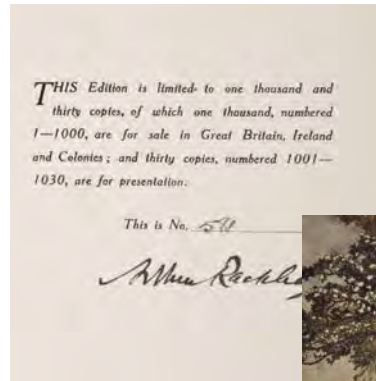 THIS Edition is limited to one thousand and
thirty copies, of which one thousand, numbered
1—1000, are for sale in Great Britain, Ireland
and Colonies; and thirty copies, numbered 1001—
1030, are for presentation.
This is No.
Arthur Rackha